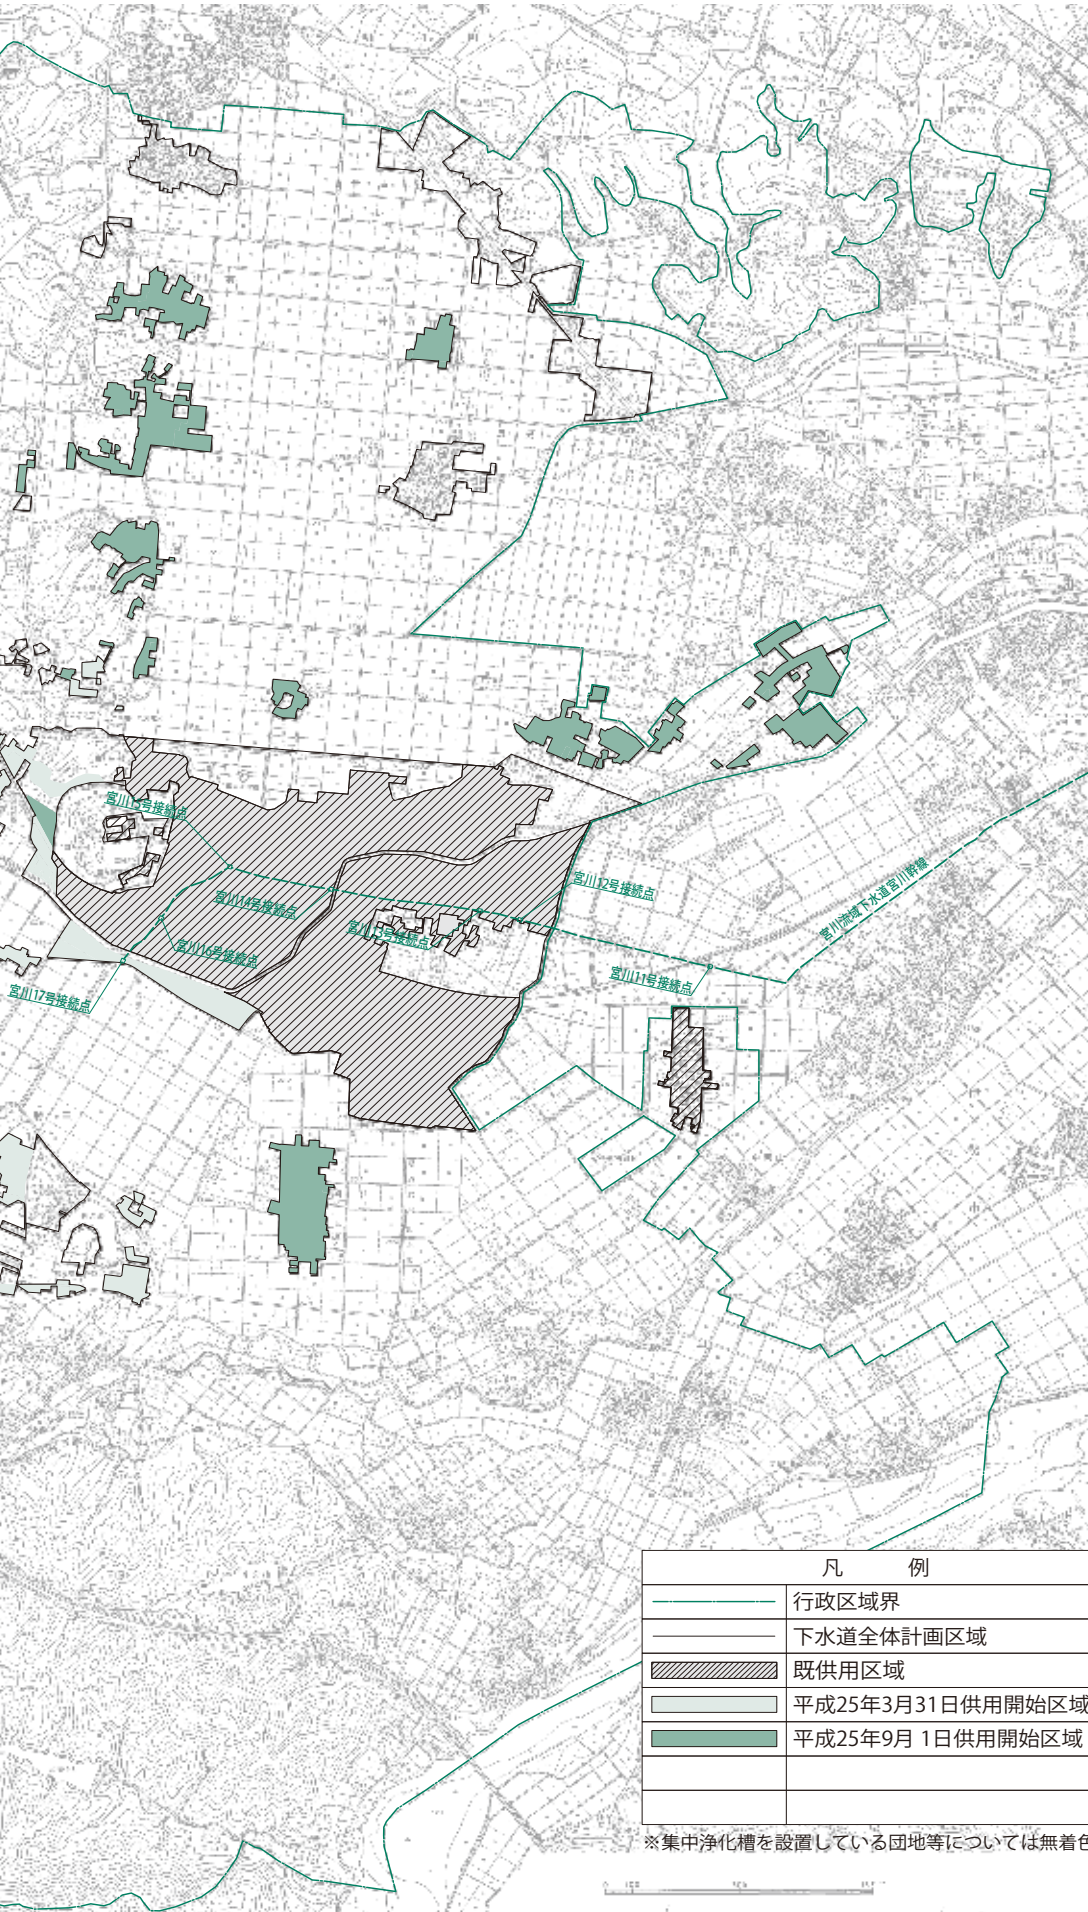 宮川15号接続点
宮川14号接続点
宮川12号接続点
宮川13号接続点
宮川流域下水道宮川幹線
宮川16号接続点
宮川11号接続点
宮川17号接続点
凡 例
行政区域界
下水道全体計画区域
既供用区域
平成25年3月31日供用開始区域
平成25年9月 1日供用開始区域
※集中浄化槽を設置している団地等については無着色